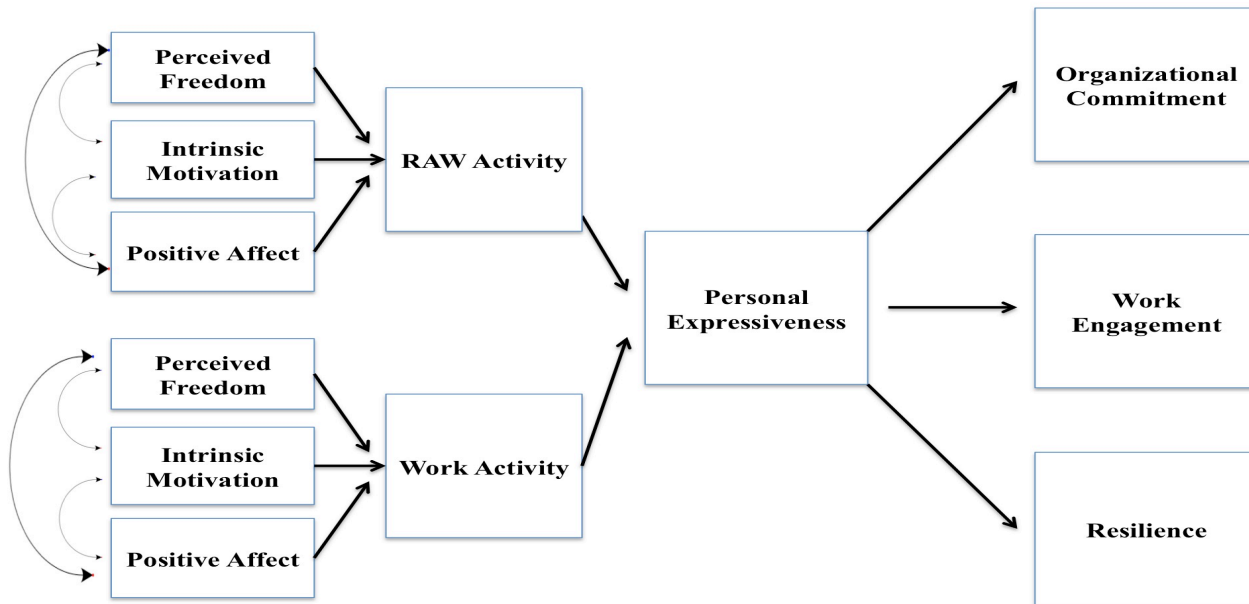 Perceived
Freedom
Intrinsic
Motivation
Positive Affect
RAW Activity
Perceived
Freedom
Intrinsic
Motivation
Positive Affect
Work Activity
Personal
Expressiveness
Organizational
Commitment
Work
Engagement
Resilience